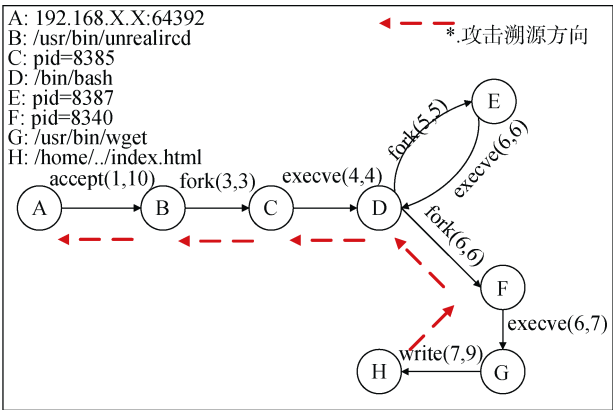 A: 192.168.X.X:64392
B: /usr/bin/unrealircd
C: pid=8385
D: /bin/bash
E: pid=8387
F: pid=8340
G: /usr/bin/wget
H: /home/../index.html
*.攻击溯源方向
accept(1,10)
fork(3,3)
execve(4,4)
fork(5,5)
execve(6,6)
fork(6,6)
execve(6,7)
write(7,9)
A
B
C
D
E
F
G
H